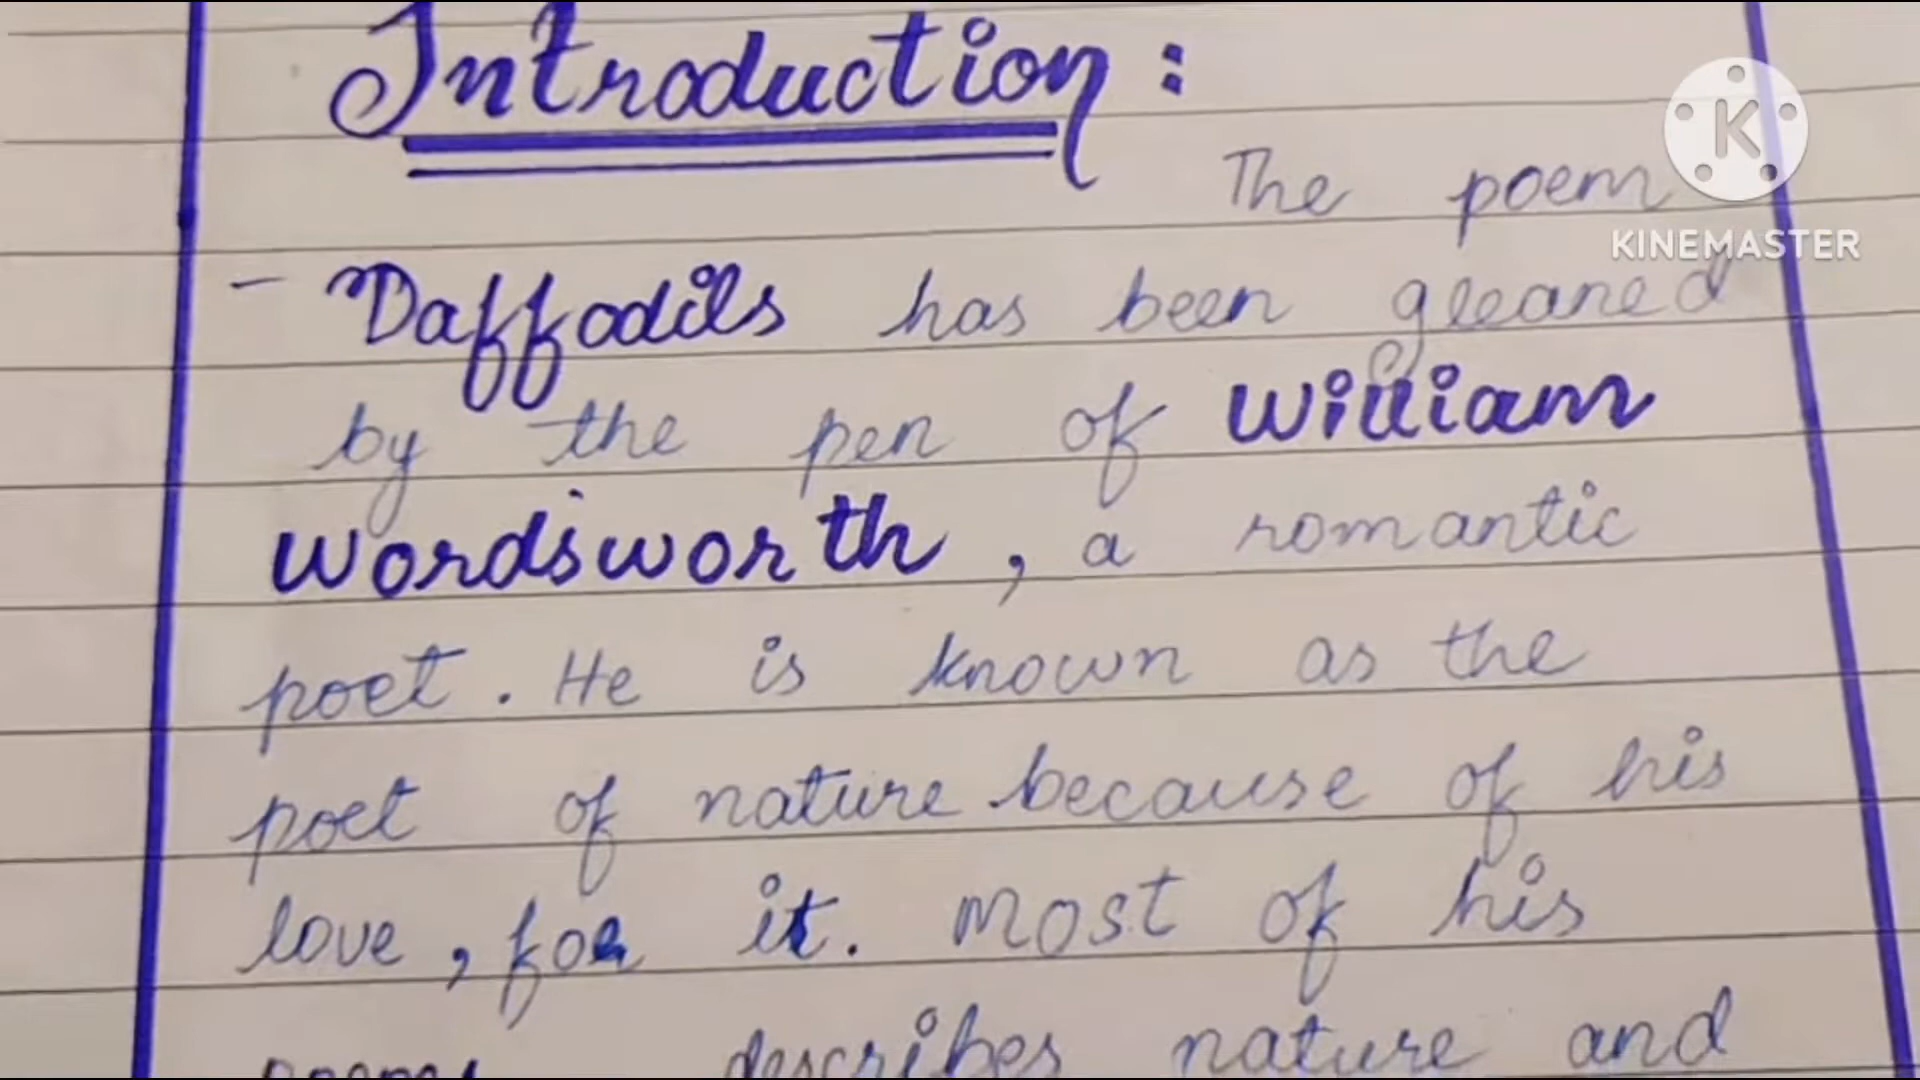 Introduction :
The poem
- Daffodils has been gleaned
by the pen of William
Wordsworth , a romantic
poet . He is known as the
poet of nature because of his
love , for it . Most of his
poems describes nature and
K
KINEMASTER